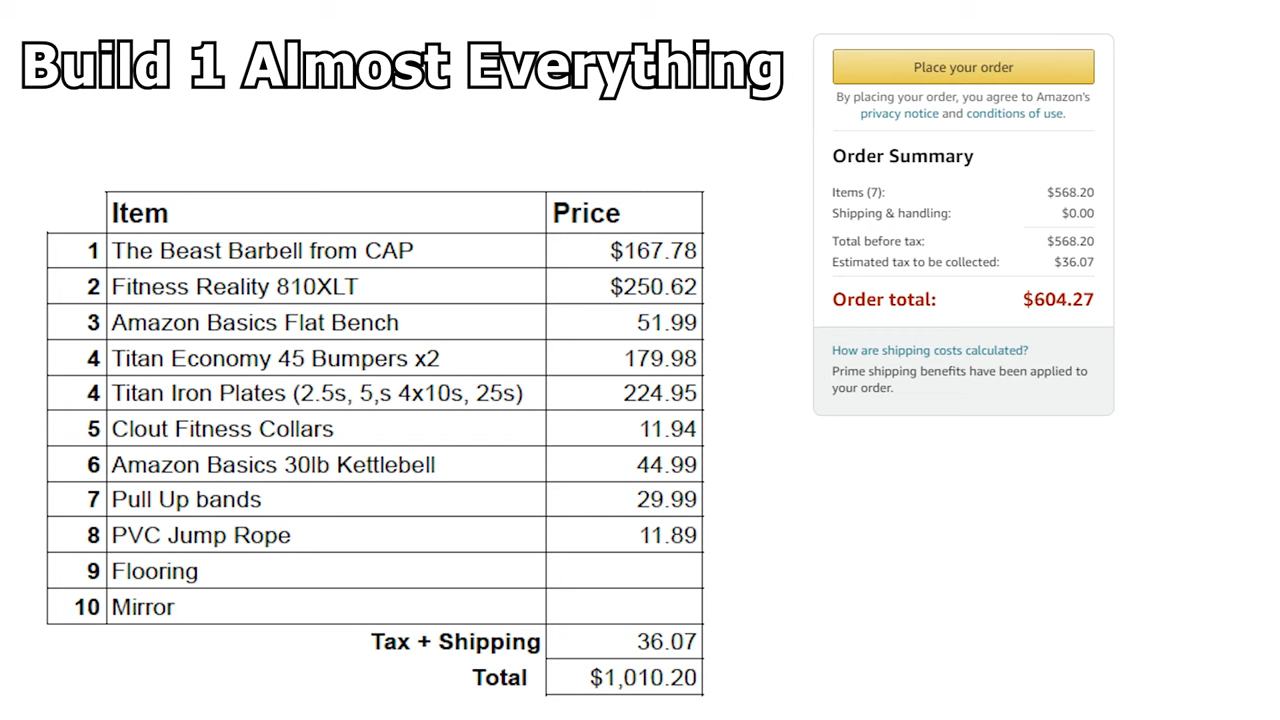 Build 1 Almost Everything
Item Price
1 The Beast Barbell from CAP $167.78
2 Fitness Reality 810XLT $250.62
3 Amazon Basics Flat Bench 51.99
4 Titan Economy 45 Bumpers x2 179.98
4 Titan Iron Plates (2.5s, 5,s 4x10s, 25s) 224.95
5 Clout Fitness Collars 11.94
6 Amazon Basics 30lb Kettlebell 44.99
7 Pull Up bands 29.99
8 PVC Jump Rope 11.89
9 Flooring
10 Mirror
Tax + Shipping 36.07
Total $1,010.20
Place your order
By placing your order, you agree to Amazon's
privacy notice and conditions of use.
Order Summary
Items (7): $568.20
Shipping & handling: $0.00
Total before tax: $568.20
Estimated tax to be collected: $36.07
Order total: $604.27
How are shipping costs calculated?
Prime shipping benefits have been applied to
your order.